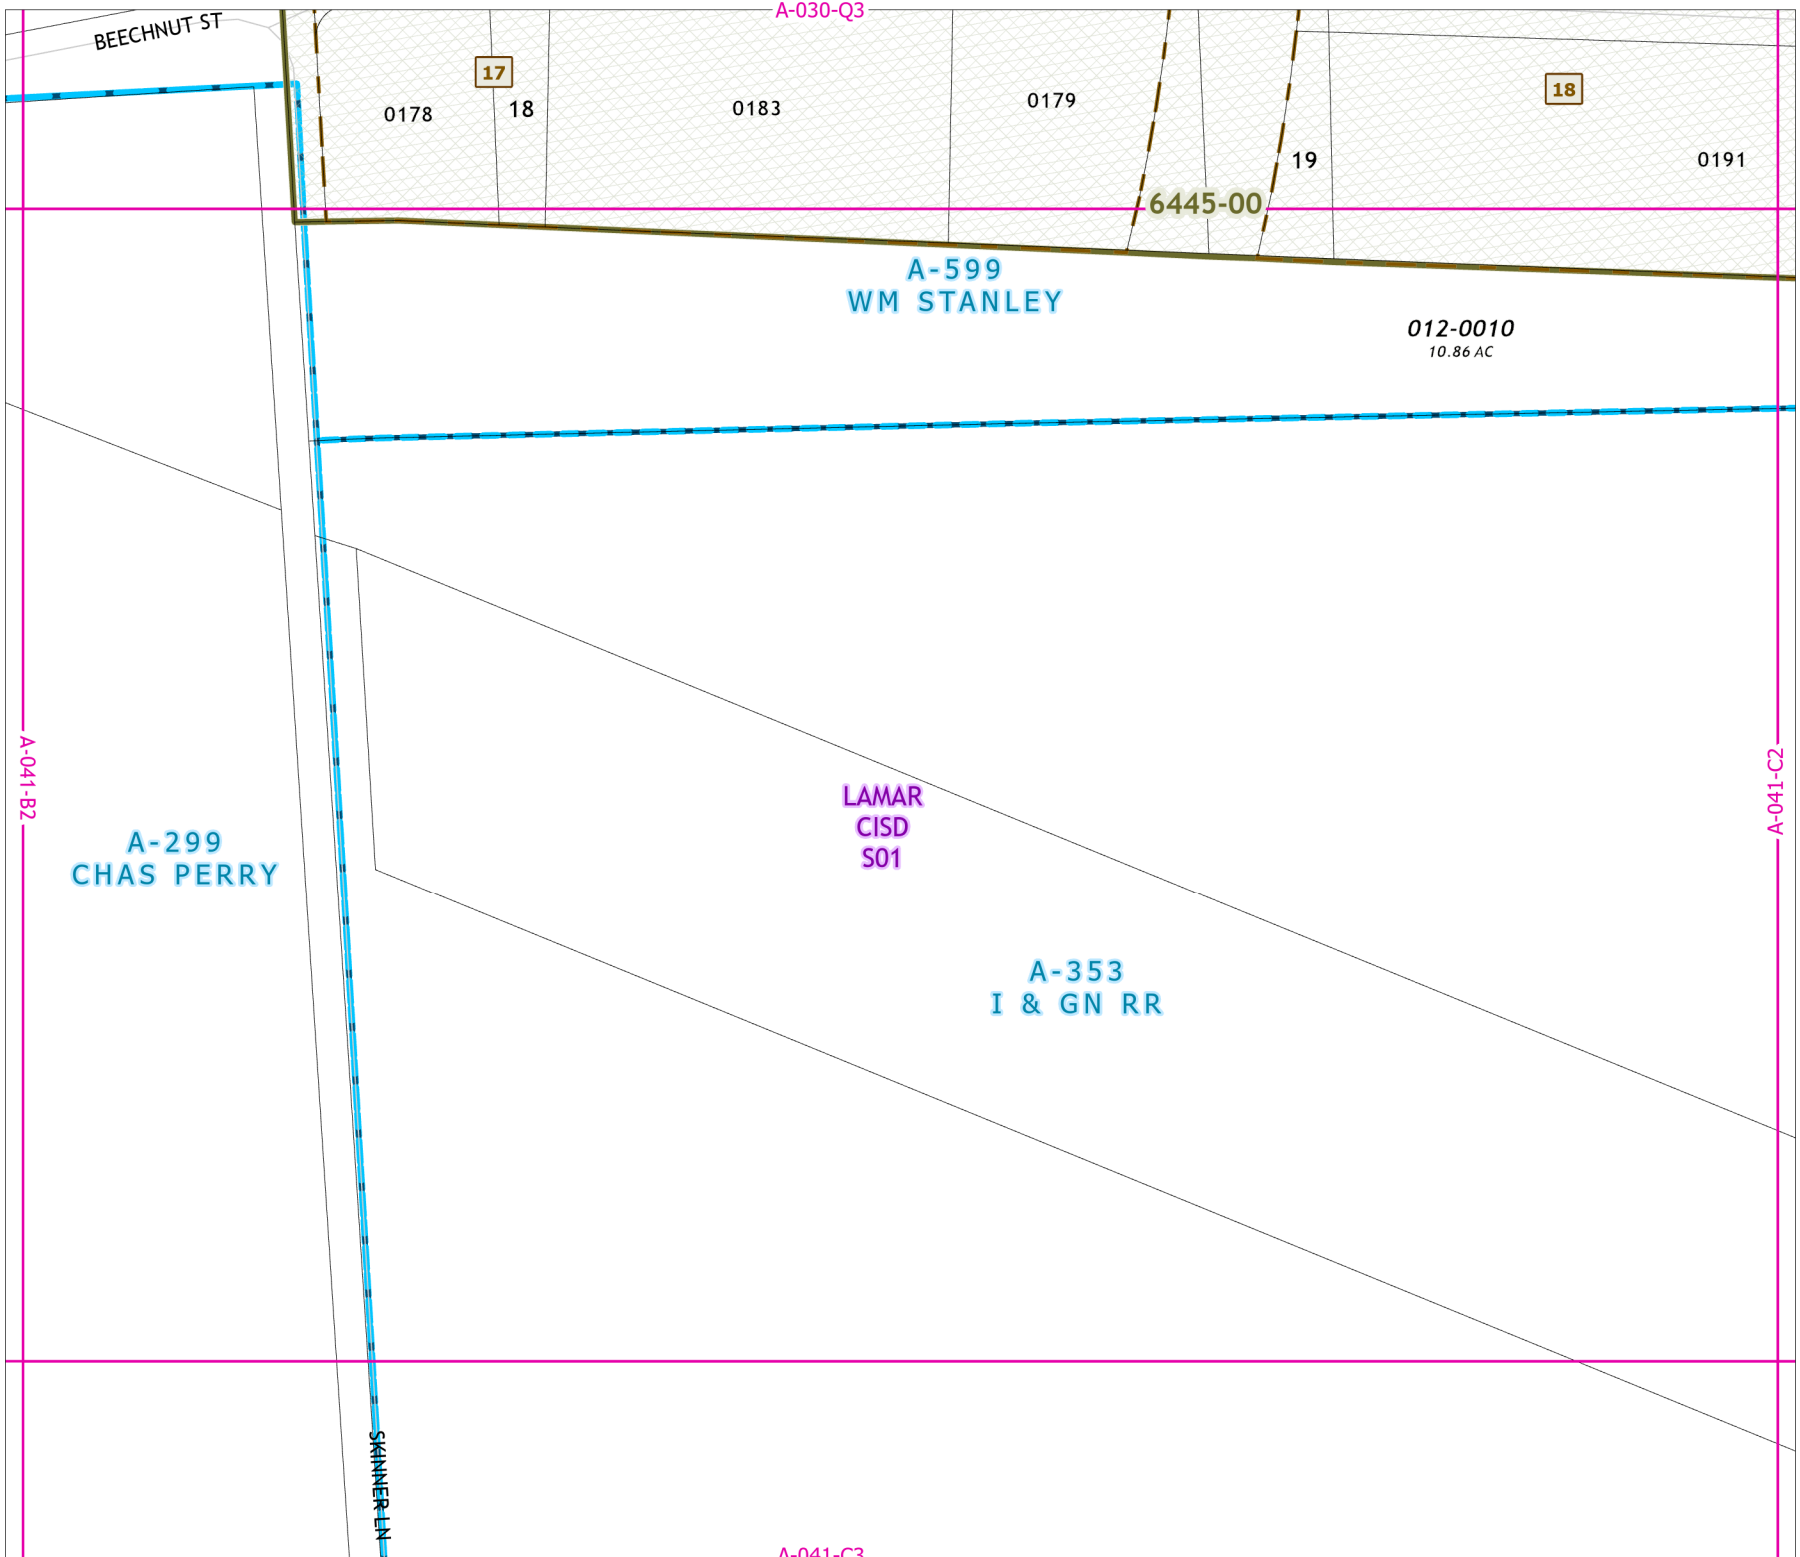 A-030-Q3
BEECHNUT ST
17
0178
18
0183
0179
18
19
0191
6445-00
A-599
WM STANLEY
012-0010
10.86 AC
A-041-B2
A-041-C2
LAMAR
CISD
S01
A-299
CHAS PERRY
A-353
I & GN RR
SKINNER LN
A-041-C3